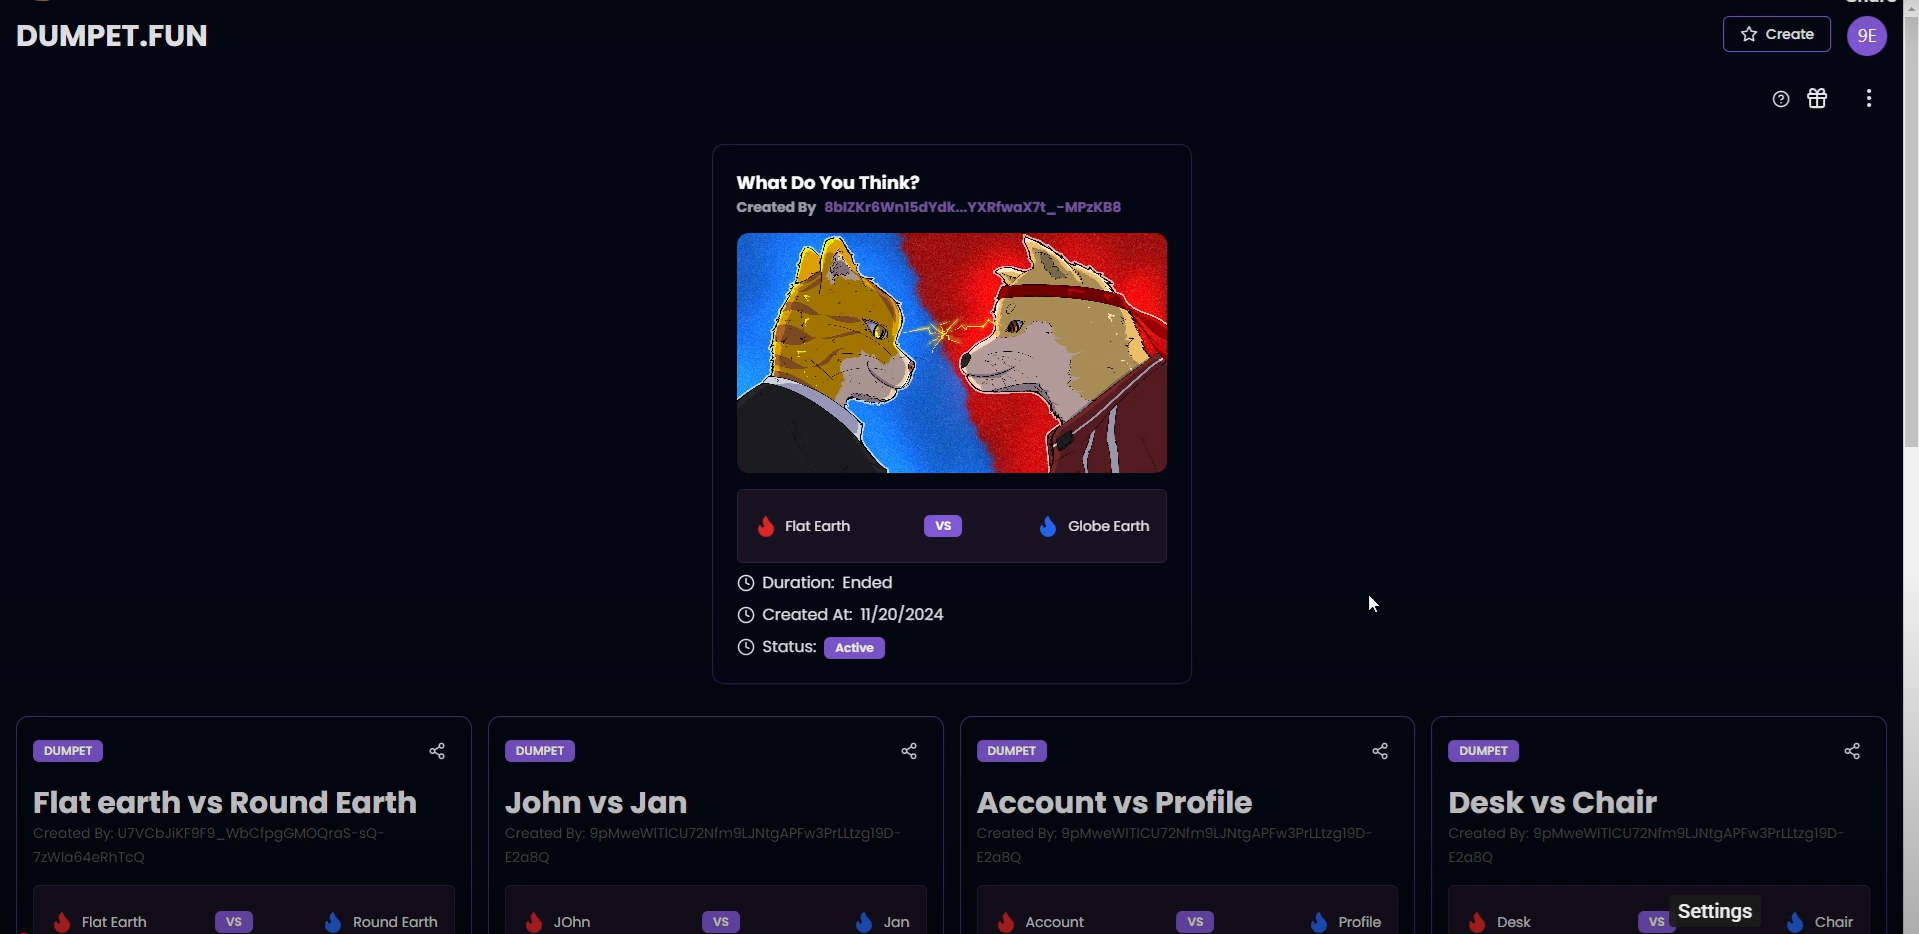 DUMPET.FUN
Create
9E
What Do You Think?
Created By 8bIZKr6Wn15dYdk...YXRfwaX7t_-MPzKB8
Flat Earth VS Globe Earth
Duration: Ended
Created At: 11/20/2024
Status: Active
DUMPET
Flat earth vs Round Earth
Created By: U7VCbJiKF9F9_WbCfpgGMOQraS-sQ-
7zWla64eRhTcQ
Flat Earth VS Round Earth
DUMPET
John vs Jan
Created By: 9pMweWITICU72Nfm9LJNtgAPFw3PrLLtzg19D-
E2a8Q
JOhn VS Jan
DUMPET
Account vs Profile
Created By: 9pMweWITICU72Nfm9LJNtgAPFw3PrLLtzg19D-
E2a8Q
Account VS Profile
DUMPET
Desk vs Chair
Created By: 9pMweWITICU72Nfm9LJNtgAPFw3PrLLtzg19D-
E2a8Q
Desk VS Chair
Settings